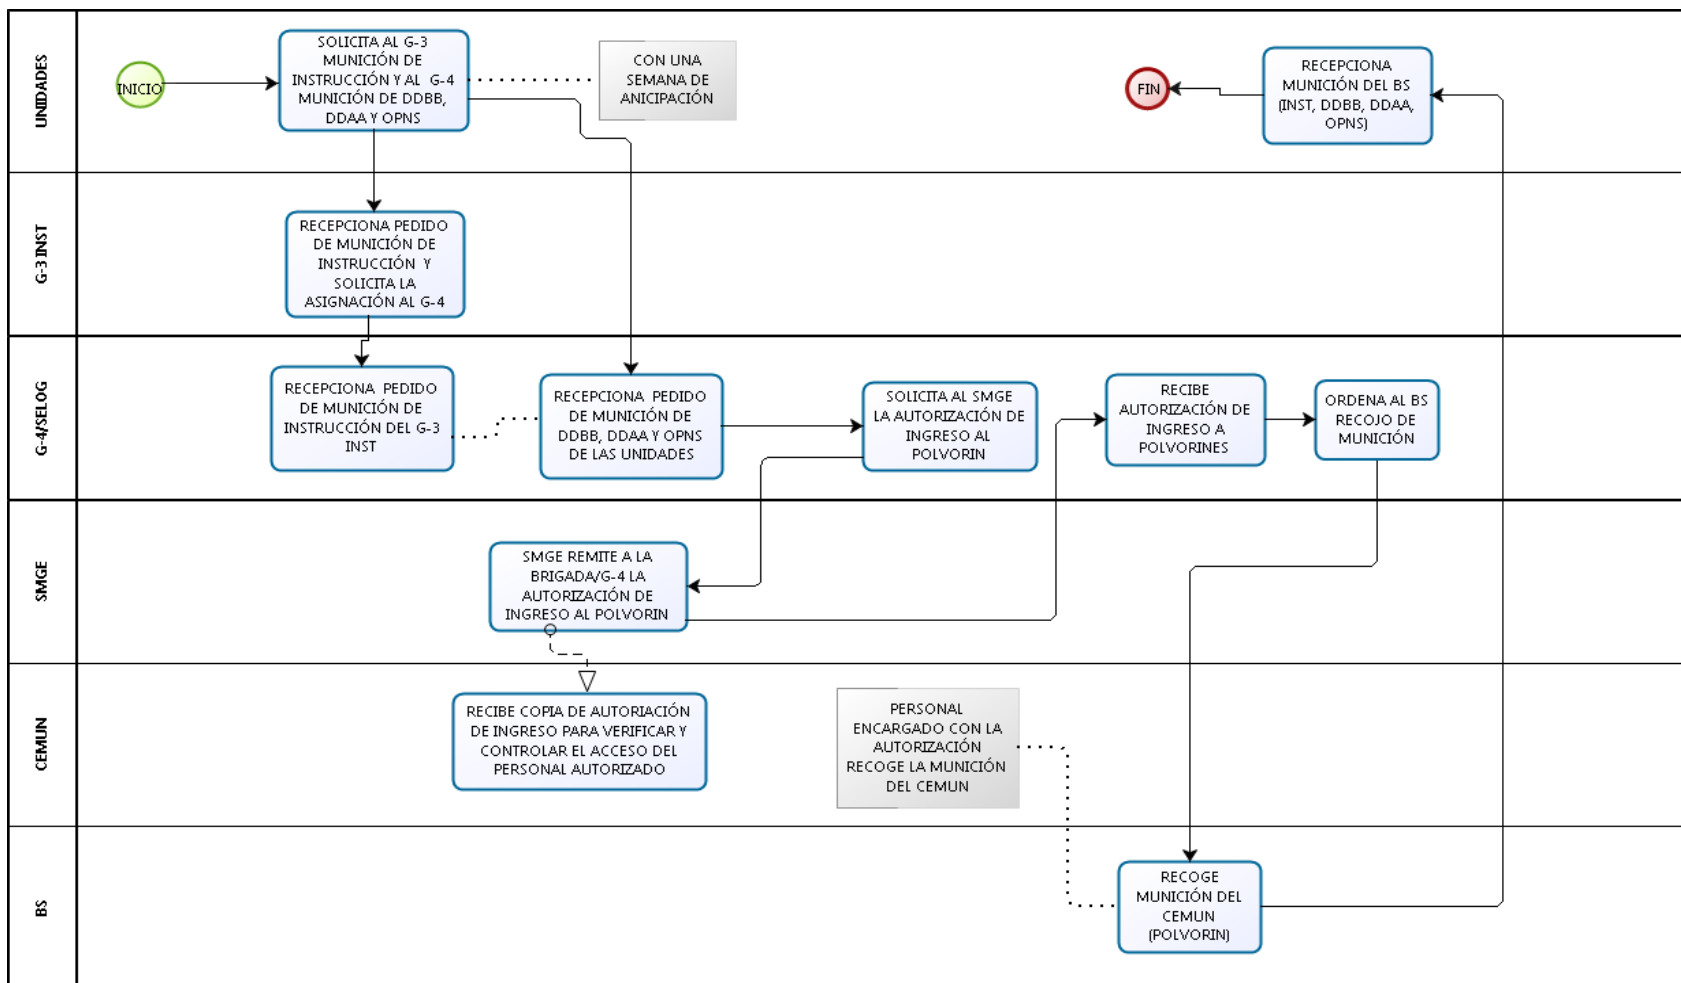 UNIDADES
INICIO
SOLICITA AL G-3
MUNICIÓN DE
INSTRUCCIÓN Y AL G-4
MUNICIÓN DE DDBB,
DDAA Y OPNS
CON UNA
SEMANA DE
ANICIPACIÓN
FIN
RECEPCIONA
MUNICIÓN DEL BS
(INST, DDBB, DDAA,
OPNS)
G-3 INST
RECEPCIONA PEDIDO
DE MUNICIÓN DE
INSTRUCCIÓN Y
SOLICITA LA
ASIGNACIÓN AL G-4
G-4/SELOG
RECEPCIONA PEDIDO
DE MUNICIÓN DE
INSTRUCCIÓN DEL G-3
INST
RECEPCIONA PEDIDO
DE MUNICIÓN DE
DDBB, DDAA Y OPNS
DE LAS UNIDADES
SOLICITA AL SMGE
LA AUTORIZACIÓN DE
INGRESO AL
POLVORIN
RECIBE
AUTORIZACIÓN DE
INGRESO A
POLVORINES
ORDENA AL BS
RECOJO DE
MUNICIÓN
SMGE
SMGE REMITE A LA
BRIGADA/G-4 LA
AUTORIZACIÓN DE
INGRESO AL POLVORIN
CEMUN
RECIBE COPIA DE AUTORIACIÓN
DE INGRESO PARA VERIFICAR Y
CONTROLAR EL ACCESO DEL
PERSONAL AUTORIZADO
PERSONAL
ENCARGADO CON LA
AUTORIZACIÓN
RECOGE LA MUNICIÓN
DEL CEMUN
BS
RECOGE
MUNICIÓN DEL
CEMUN
(POLVORIN)